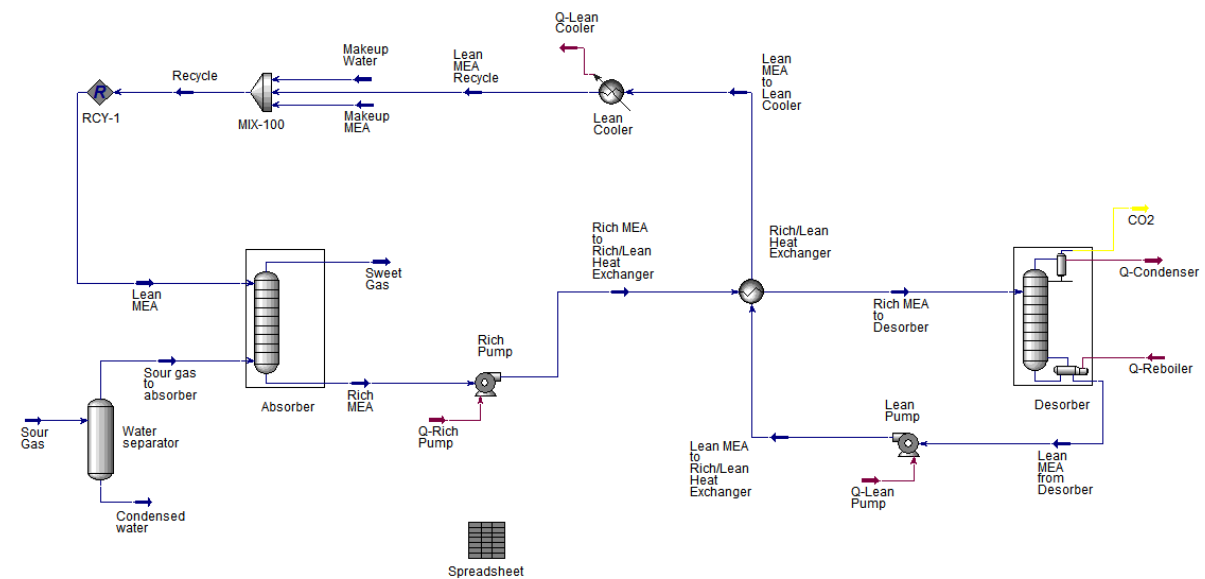 Q-Lean
Cooler
Makeup
Water
Lean
MEA
Recycle
Lean
MEA
to
Lean
Cooler
Recycle
R
RCY-1
MIX-100
Makeup
MEA
Lean
Cooler
CO2
Rich MEA
to
Rich/Lean
Heat
Exchanger
Rich/Lean
Heat
Exchanger
Sweet
Gas
Q-Condenser
Lean
MEA
Rich MEA
to
Desorber
Rich
Pump
Sour gas
to
absorber
Rich
MEA
Absorber
Q-Reboiler
Desorber
Lean
Pump
Sour
Gas
Water
separator
Q-Rich
Pump
Lean MEA
to
Rich/Lean
Heat
Exchanger
Lean
MEA
from
Desorber
Q-Lean
Pump
Condensed
water
Spreadsheet